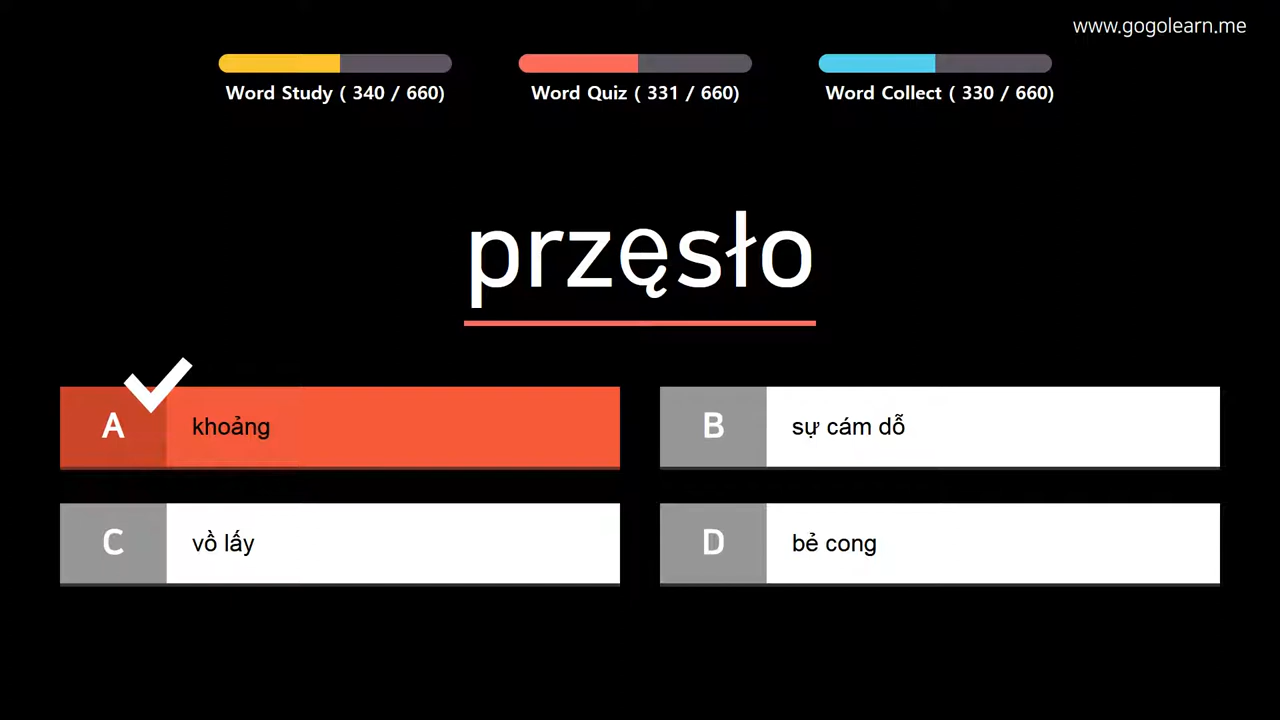 www.gogolearn.me
Word Study ( 340 / 660)
Word Quiz ( 331 / 660)
Word Collect ( 330 / 660)
przęsło
A khoảng
B sự cám dỗ
C vồ lấy
D bẻ cong